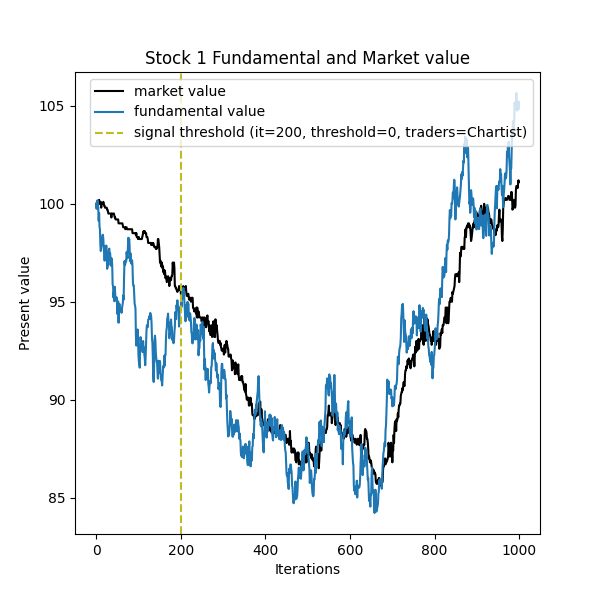 Stock 1 Fundamental and Market value
market value
fundamental value
signal threshold (it=200, threshold=0, traders=Chartist)
105
100
95
90
85
Present value
0 200 400 600 800 1000
Iterations